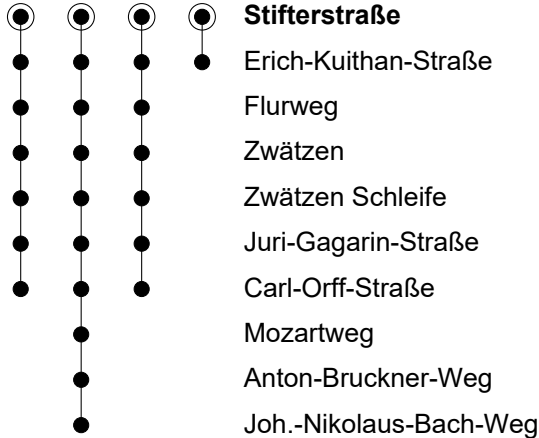 Stifterstraße
Erich-Kuithan-Straße
Flurweg
Zwätzen
Zwätzen Schleife
Juri-Gagarin-Straße
Carl-Orff-Straße
Mozartweg
Anton-Bruckner-Weg
Joh.-Nikolaus-Bach-Weg